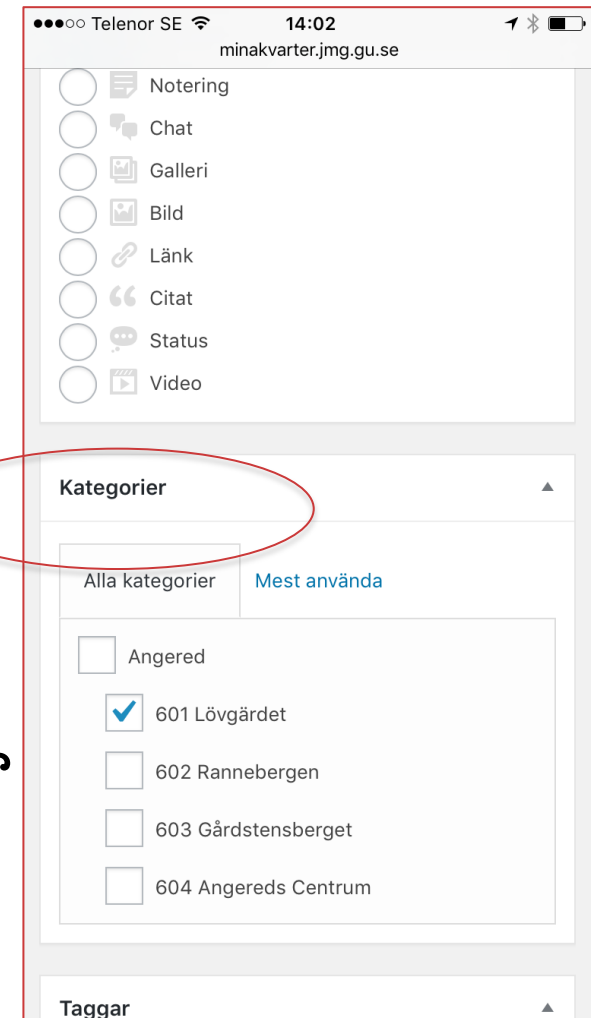 Telenor SE 14:02
minakvarter.jmg.gu.se
Notering
Chat
Galleri
Bild
Länk
Citat
Status
Video
Kategorier
Alla kategorier Mest använda
Angered
601 Lövgärdet
602 Rannebergen
603 Gårdstensberget
604 Angereds Centrum
Taggar